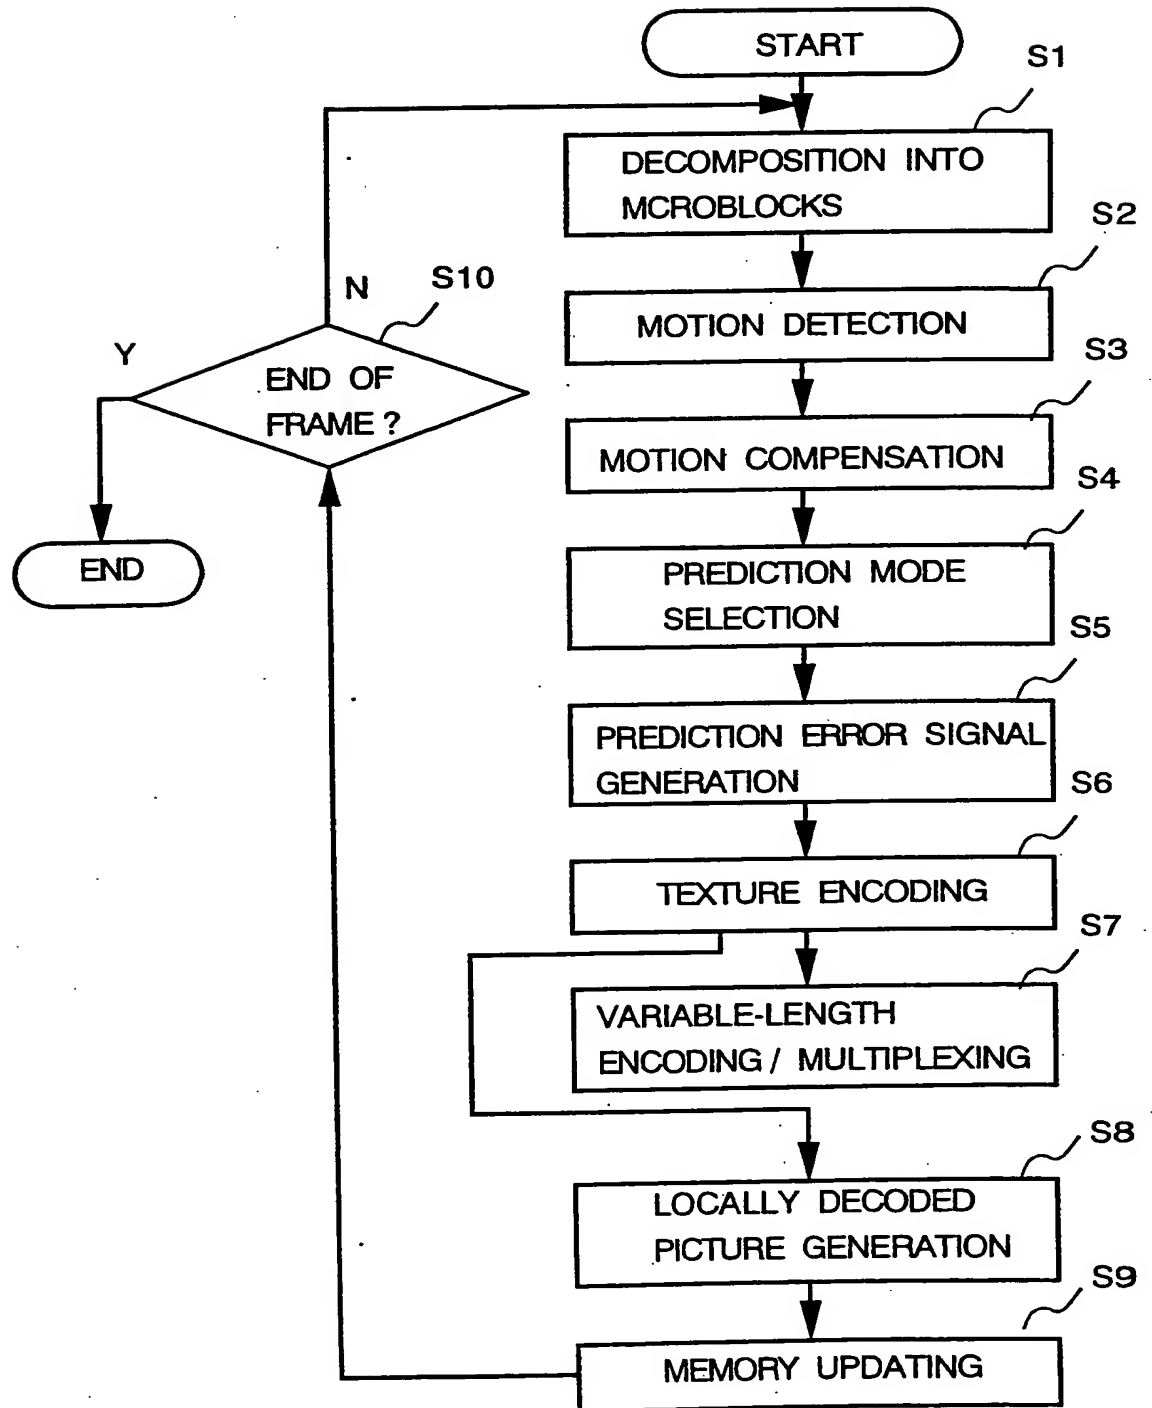 START
S1
DECOMPOSITION INTO
MCROBLOCKS
S2
MOTION DETECTION
S3
MOTION COMPENSATION
S4
PREDICTION MODE
SELECTION
S5
PREDICTION ERROR SIGNAL
GENERATION
S6
TEXTURE ENCODING
S7
VARIABLE-LENGTH
ENCODING / MULTIPLEXING
S8
LOCALLY DECODED
PICTURE GENERATION
S9
MEMORY UPDATING
S10
N
Y
END OF
FRAME ?
END